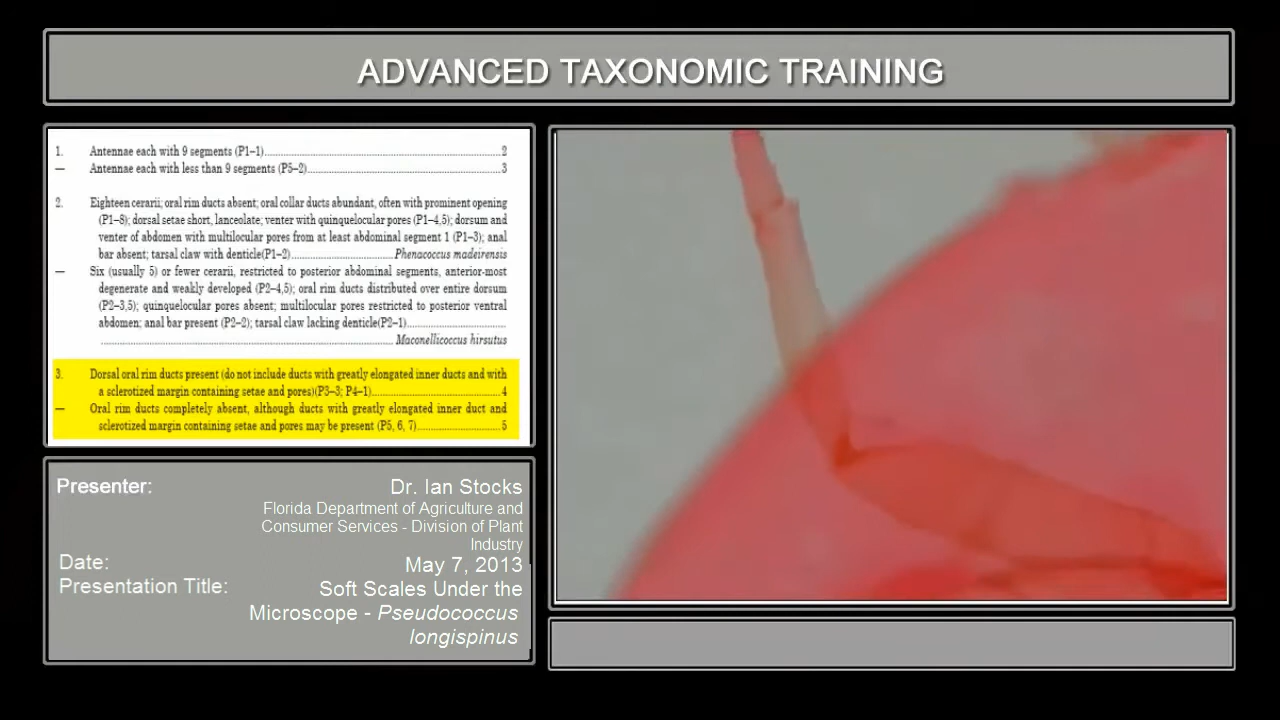 ADVANCED TAXONOMIC TRAINING
1. Antennae each with 9 segments (P1–1)..........2
— Antennae each with less than 9 segments (P5–2)..........3
2. Eighteen cerarii; oral rim ducts absent; oral collar ducts abundant, often with prominent opening
(P1–8); dorsal setae short, lanceolate; venter with quinquelocular pores (P1–4,5); dorsum and
venter of abdomen with multilocular pores from at least abdominal segment 1 (P1–3); anal
bar absent; tarsal claw with denticle(P1–2)..........Phenacoccus madeirensis
— Six (usually 5) or fewer cerarii, restricted to posterior abdominal segments, anterior-most
degenerate and weakly developed (P2–4,5); oral rim ducts distributed over entire dorsum
(P2–3,5); quinquelocular pores absent; multilocular pores restricted to posterior ventral
abdomen; anal bar present (P2–2); tarsal claw lacking denticle(P2–1)..........
..........Maconellicoccus hirsutus
3. Dorsal oral rim ducts present (do not include ducts with greatly elongated inner ducts and with
a sclerotized margin containing setae and pores)(P3–3; P4–1)..........4
— Oral rim ducts completely absent, although ducts with greatly elongated inner duct and
sclerotized margin containing setae and pores may be present (P5, 6, 7)..........5
Presenter: Dr. Ian Stocks
Florida Department of Agriculture and
Consumer Services - Division of Plant
Industry
Date: May 7, 2013
Presentation Title: Soft Scales Under the
Microscope - Pseudococcus
longispinus